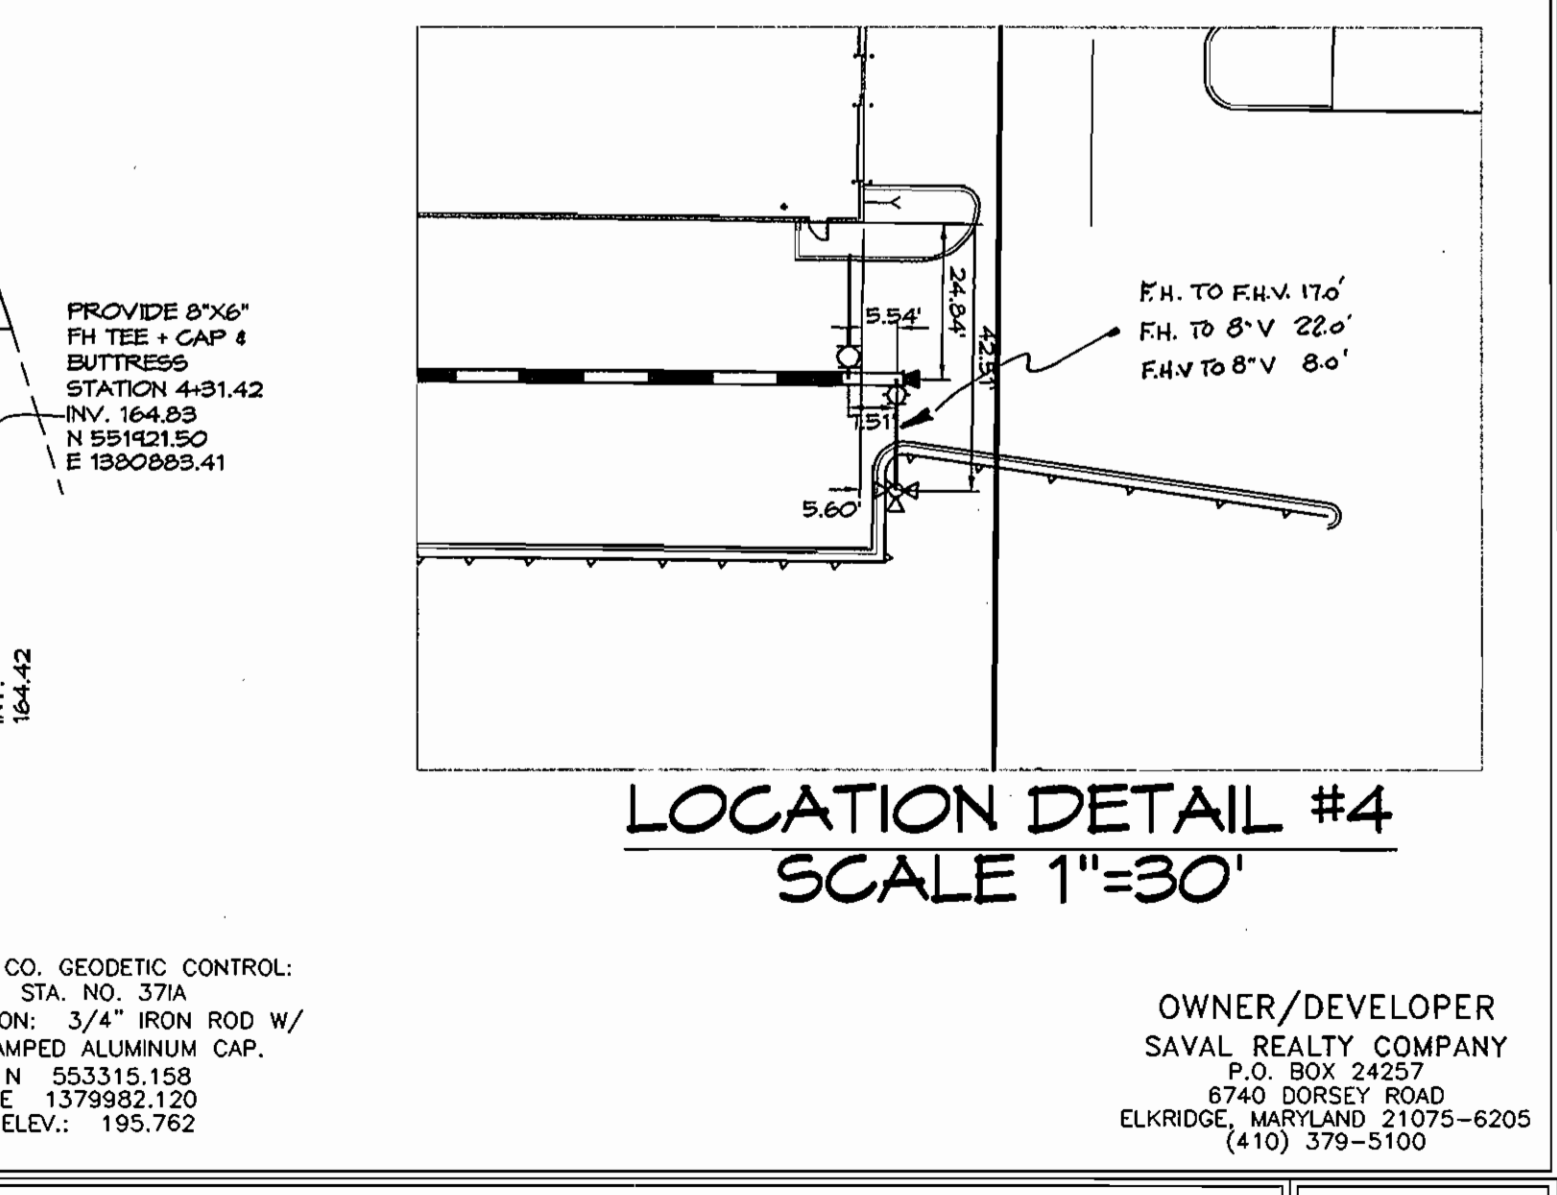 PROVIDE 8"X6"
FH TEE + CAP &
BUTTRESS
STATION 4+31.42
INV. 164.83
N 551921.50
E 1380883.41
164.42
5.54'
24.84'
42.51'
5.60'
F.H. TO F.H.V. 17.0'
F.H. TO 8" V 22.0'
F.H.V TO 8" V 8.0'
LOCATION DETAIL #4
SCALE 1"=30'
CO. GEODETIC CONTROL:
STA. NO. 37IA
ON: 3/4" IRON ROD W/
AMPED ALUMINUM CAP.
N 553315.158
E 1379982.120
ELEV.: 195.762
OWNER/DEVELOPER
SAVAL REALTY COMPANY
P.O. BOX 24257
6740 DORSEY ROAD
ELKRIDGE, MARYLAND 21075-6205
(410) 379-5100